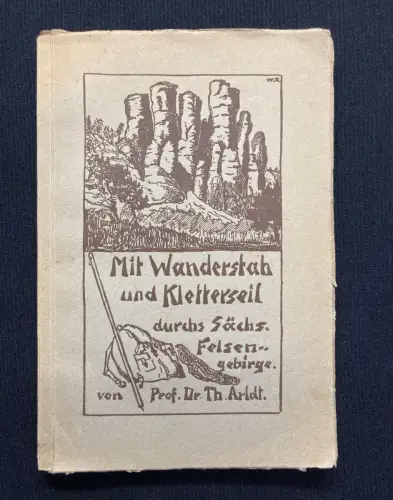 W.R.
Mit Wanderstab
und Kletterseil
durchs Sächs.
Felsen-
gebirge.
von Prof. Dr. Th. Arldt.